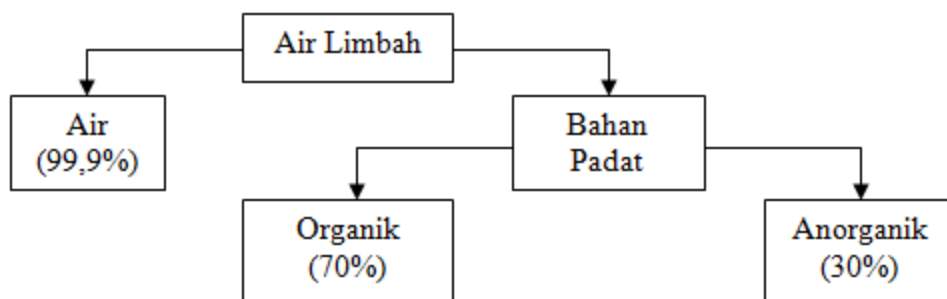 Air Limbah
Air
(99,9%)
Bahan
Padat
Organik
(70%)
Anorganik
(30%)